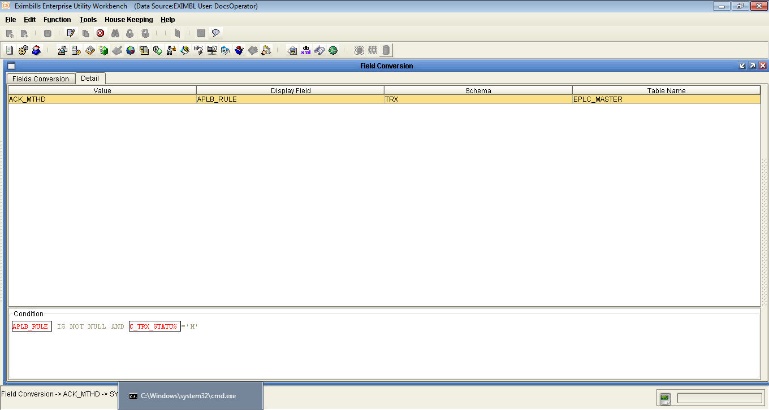 Eximbills Enterprise Utility Workbench (Data Source:EXIMBL User: DocsOperator)
File Edit Function Tools House Keeping Help
Field Conversion
Fields Conversion Detail
Value Display Field Schema Table Name
ACK_MTHD APLB_RULE TRX EPLC_MASTER
Condition
APLB_RULE IS NOT NULL AND C_TRX_STATUS ='M'
Field Conversion -> ACK_MTHD -> SY
C:\Windows\system32\cmd.exe